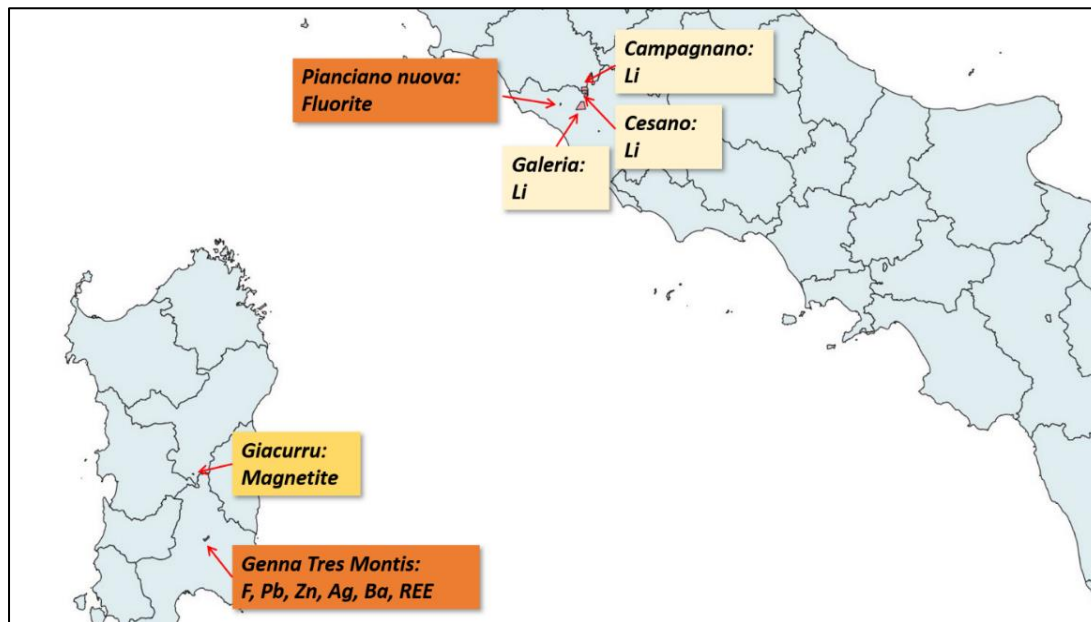 Campagnano:
Li
Pianciano nuova:
Fluorite
Cesano:
Li
Galeria:
Li
Giacurru:
Magnetite
Genna Tres Montis:
F, Pb, Zn, Ag, Ba, REE